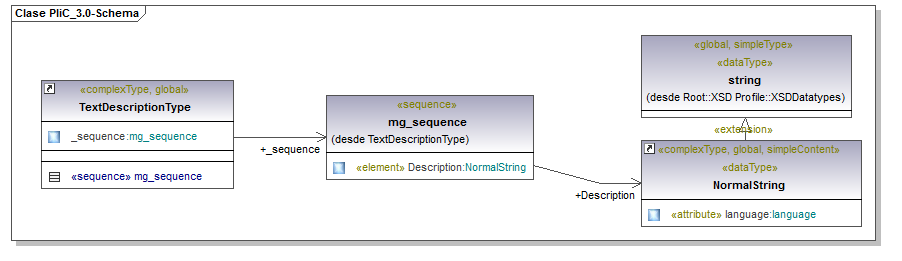 Clase PliC_3.0-Schema
«complexType, global»
TextDescriptionType
_sequence:mg_sequence
«sequence» mg_sequence
+_sequence
«sequence»
mg_sequence
(desde TextDescriptionType)
«element» Description:NormalString
+Description
«global, simpleType»
«dataType»
string
(desde Root::XSD Profile::XSDDatatypes)
«extension»
«complexType, global, simpleContent»
«dataType»
NormalString
«attribute» language:language